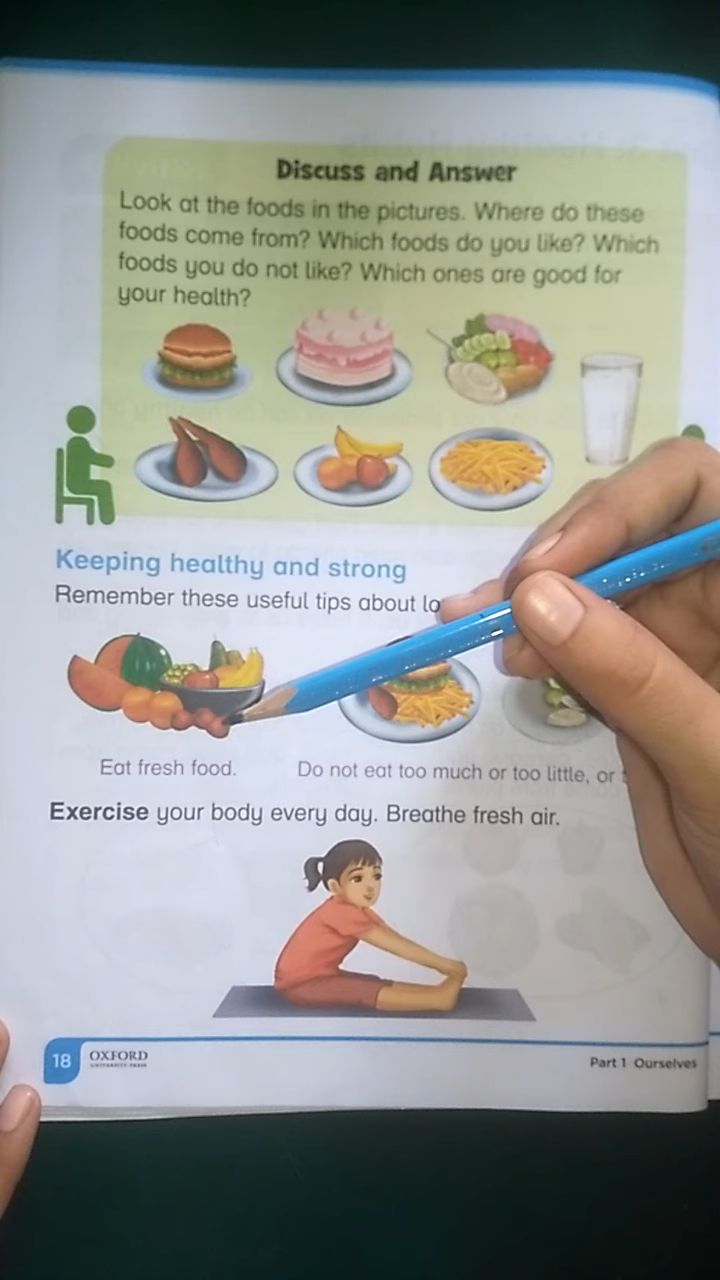 Discuss and Answer
Look at the foods in the pictures. Where do these
foods come from? Which foods do you like? Which
foods you do not like? Which ones are good for
your health?
Keeping healthy and strong
Remember these useful tips about
Eat fresh food.
Do not eat too much or too little, or
Exercise your body every day. Breathe fresh air.
18
OXFORD
UNIVERSITY PRESS
Part 1 Ourselves